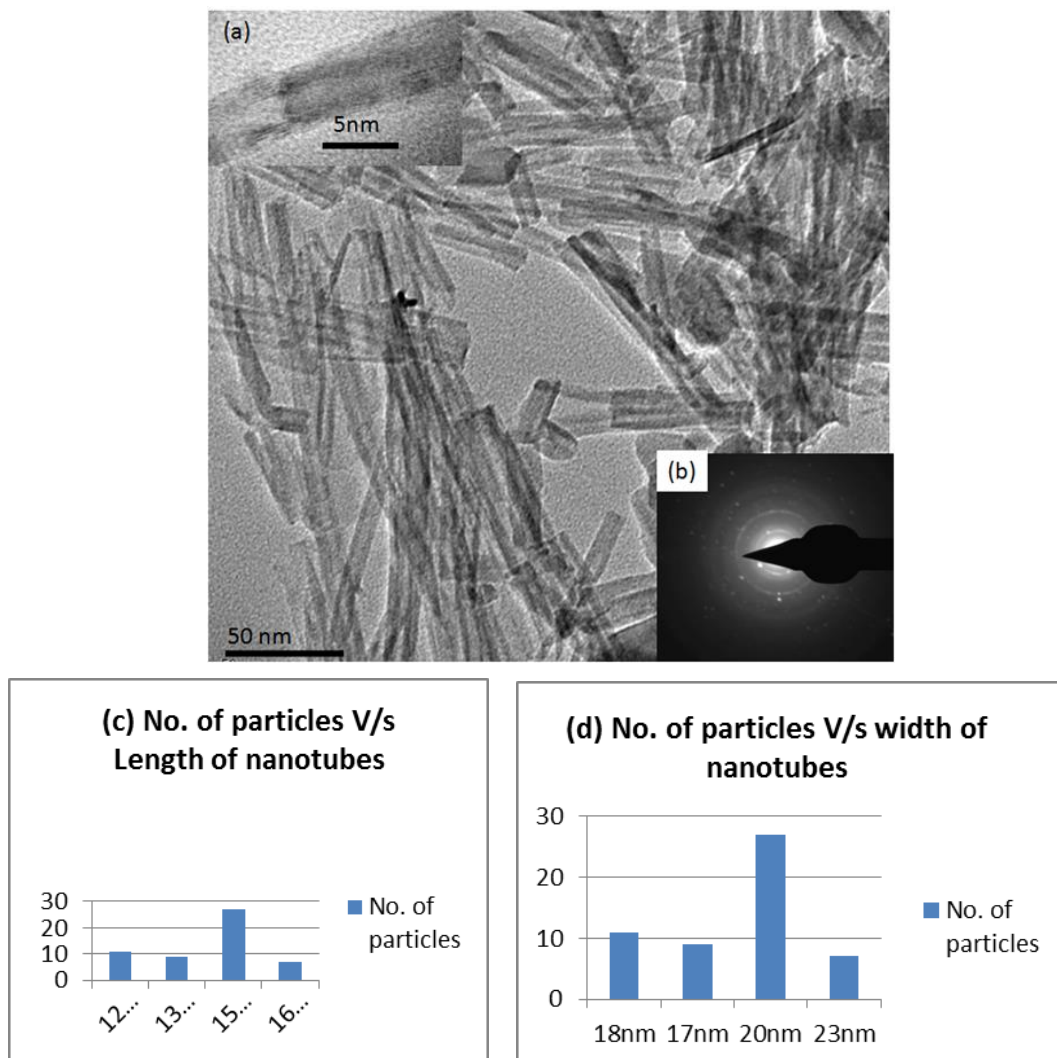 (a)
5nm
50 nm
(b)
(c) No. of particles V/s
Length of nanotubes
30
20
10
0
12...
13...
15...
16...
No. of
particles
(d) No. of particles V/s width of
nanotubes
30
20
10
0
18nm
17nm
20nm
23nm
No. of
particles